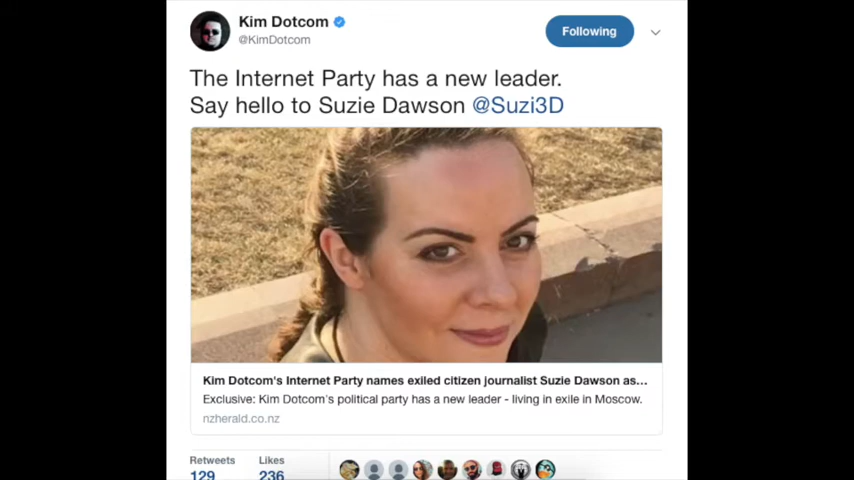 Kim Dotcom
@KimDotcom
Following
The Internet Party has a new leader.
Say hello to Suzie Dawson @Suzi3D
Kim Dotcom's Internet Party names exiled citizen journalist Suzie Dawson as...
Exclusive: Kim Dotcom's political party has a new leader - living in exile in Moscow.
nzherald.co.nz
Retweets Likes
129 236